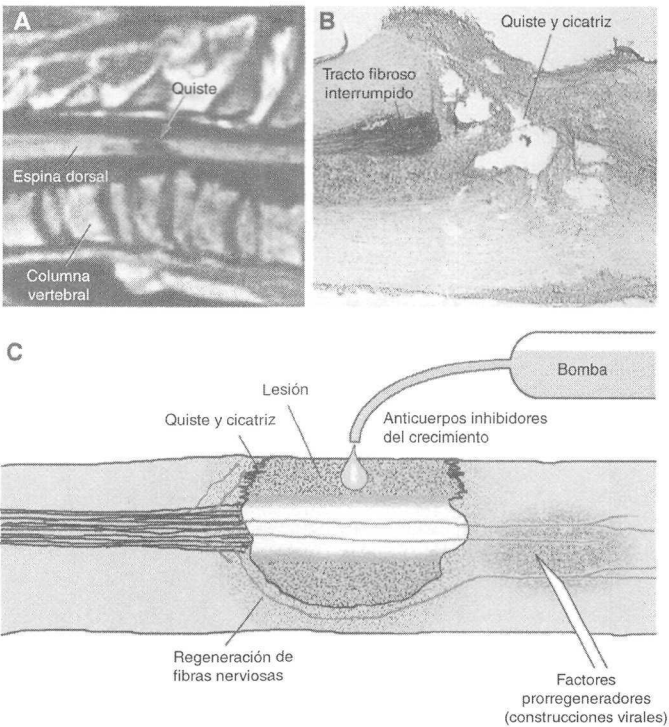 A
Quiste
Espina dorsal
Columna
vertebral
B
Quiste y cicatriz
Tracto fibroso
interrumpido
C
Bomba
Lesión
Quiste y cicatriz
Anticuerpos inhibidores
del crecimiento
Regeneración de
fibras nerviosas
Factores
prorregeneradores
(construcciones virales)